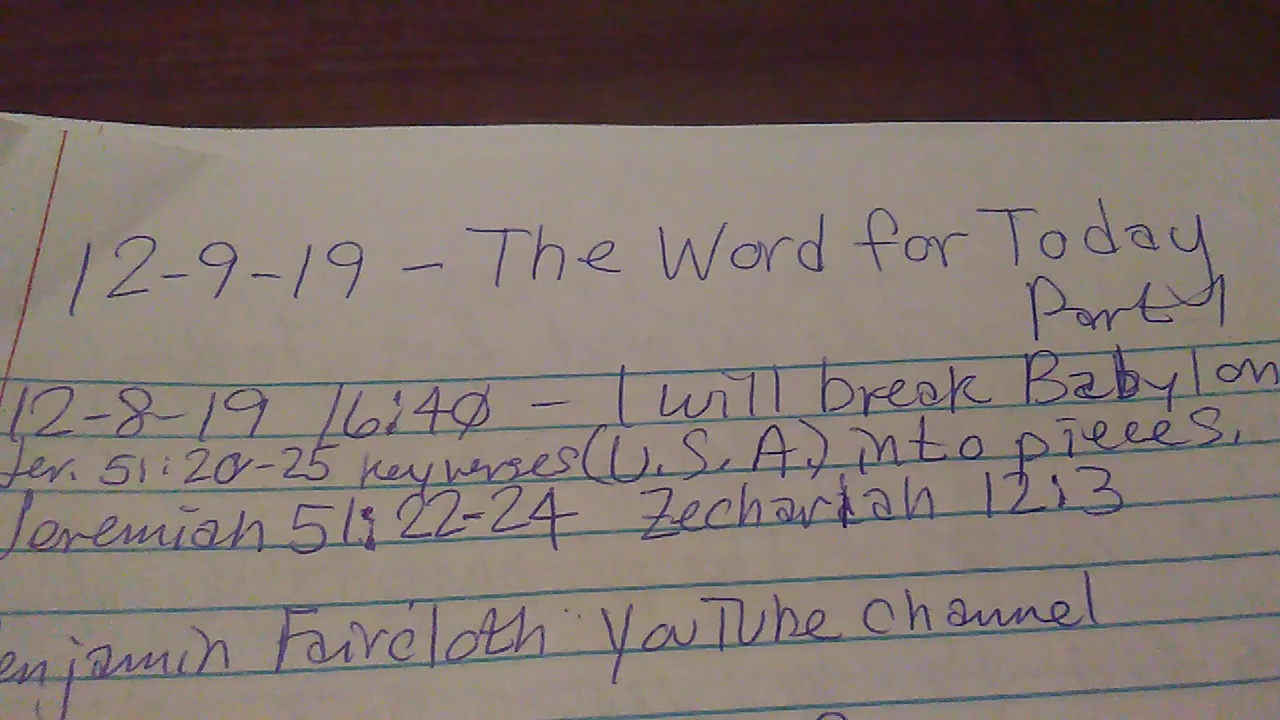 12-9-19 - The Word for Today
Part 1
12-8-19 16:40 - I will break Babylon
Jer. 51:20-25 key verses (U.S.A.) into pieces.
Jeremiah 51: 22-24 Zechariah 12:3
enjamin Faircloth YouTube channel